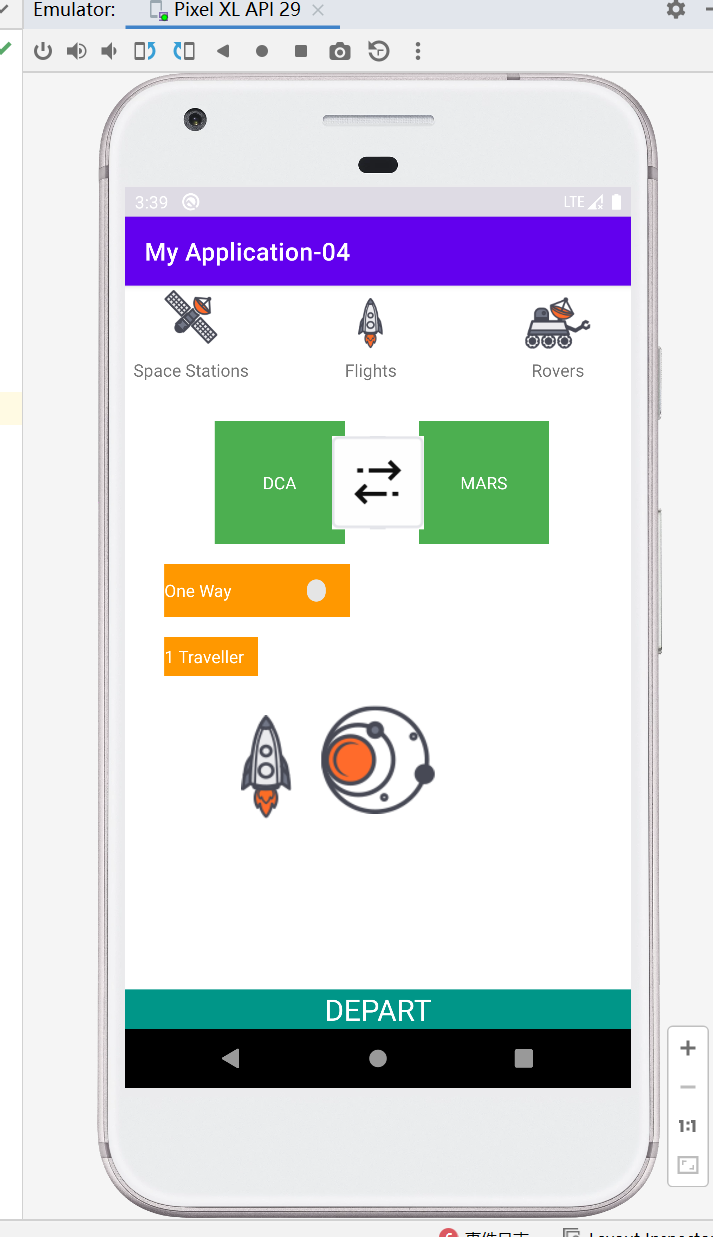 Emulator: Pixel XL API 29
3:39 LTE
My Application-04
Space Stations Flights Rovers
DCA MARS
One Way
1 Traveller
DEPART
1:1
事件日志 Layout Inspector